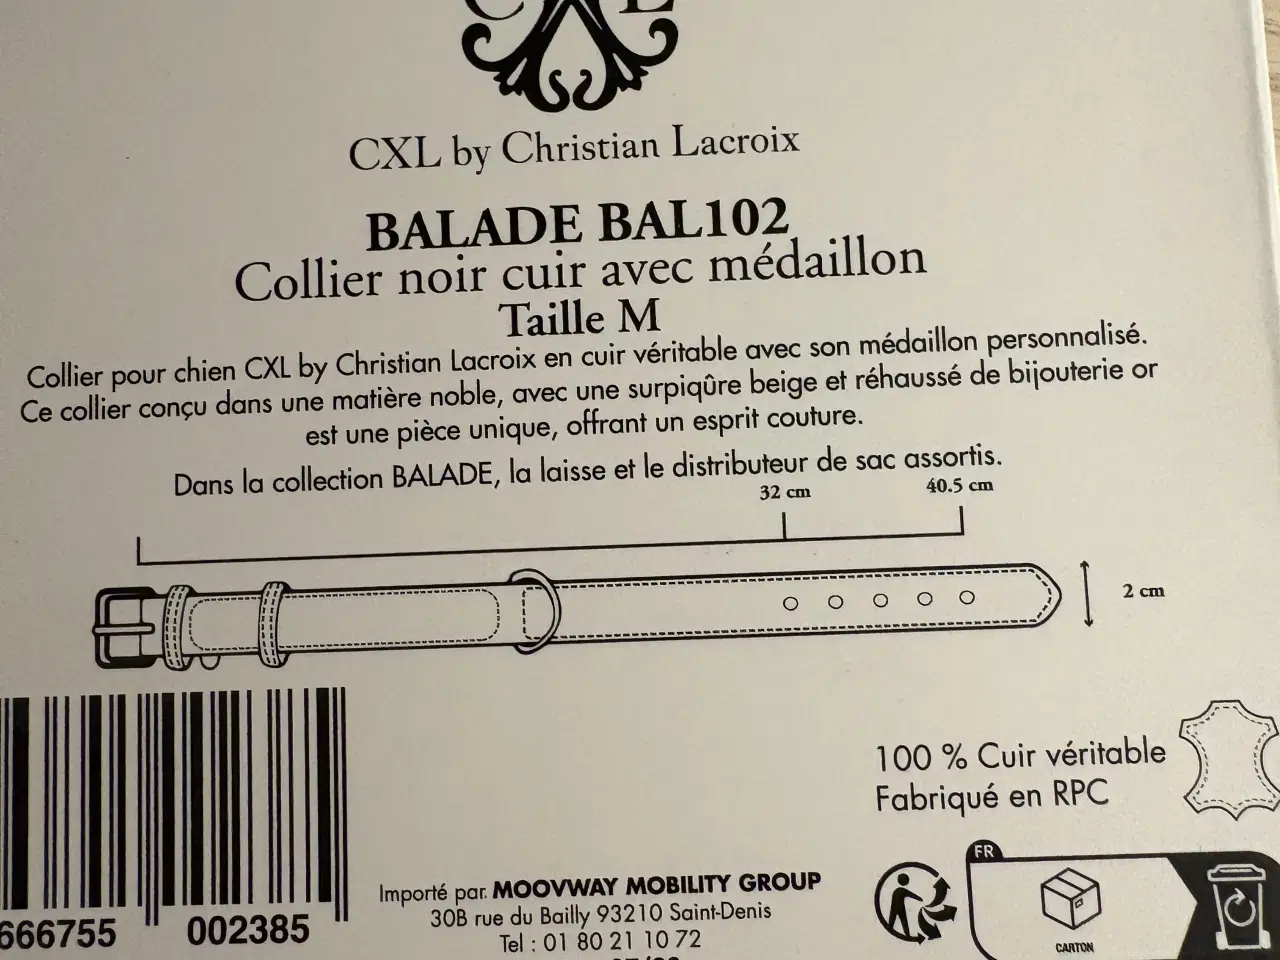 CXL by Christian Lacroix
BALADE BAL102
Collier noir cuir avec médaillon
Taille M
Collier pour chien CXL by Christian Lacroix en cuir véritable avec son médaillon personnalisé.
Ce collier conçu dans une matière noble, avec une surpiqûre beige et réhaussé de bijouterie or
est une pièce unique, offrant un esprit couture.
Dans la collection BALADE, la laisse et le distributeur de sac assortis.
32 cm
40.5 cm
2 cm
100 % Cuir véritable
Fabriqué en RPC
666755 002385
Importé par. MOOVWAY MOBILITY GROUP
30B rue du Bailly 93210 Saint-Denis
Tel : 01 80 21 10 72
FR
CARTON